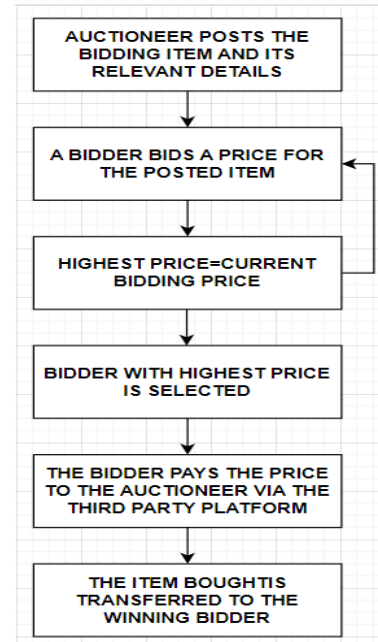 AUCTIONEER POSTS THE
BIDDING ITEM AND ITS
RELEVANT DETAILS
A BIDDER BIDS A PRICE FOR
THE POSTED ITEM
HIGHEST PRICE=CURRENT
BIDDING PRICE
BIDDER WITH HIGHEST PRICE
IS SELECTED
THE BIDDER PAYS THE PRICE
TO THE AUCTIONEER VIA THE
THIRD PARTY PLATFORM
THE ITEM BOUGHTIS
TRANSFERRED TO THE
WINNING BIDDER